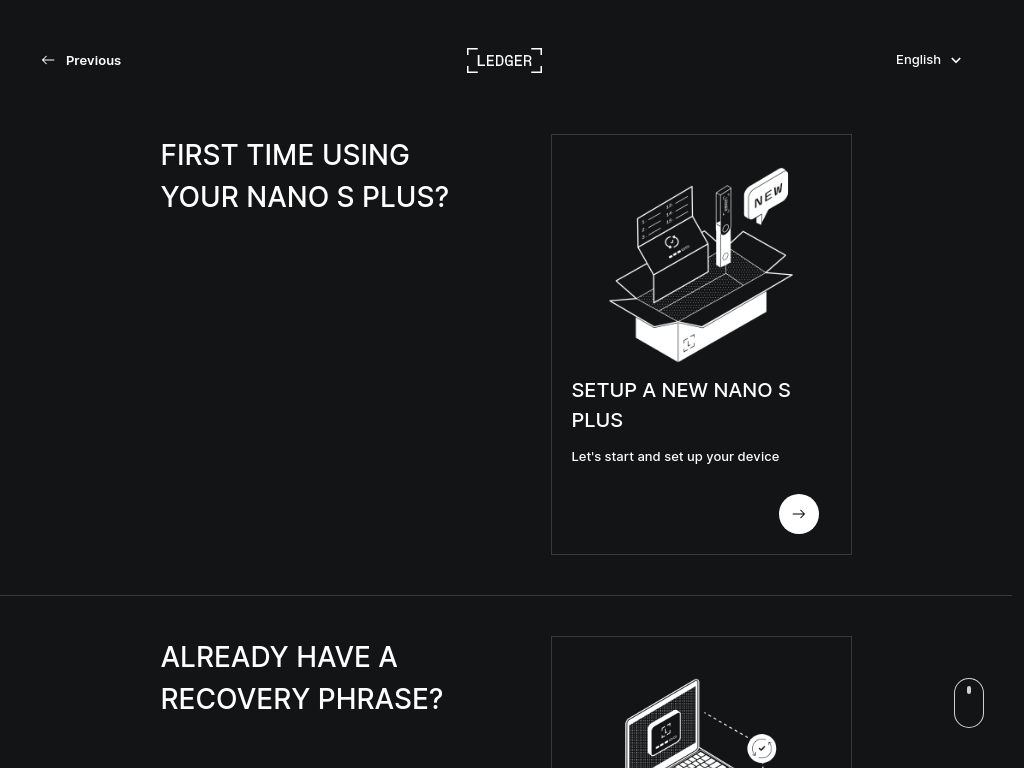 Previous
LEDGER
English
FIRST TIME USING
YOUR NANO S PLUS?
NEW
SETUP A NEW NANO S
PLUS
Let's start and set up your device
ALREADY HAVE A
RECOVERY PHRASE?